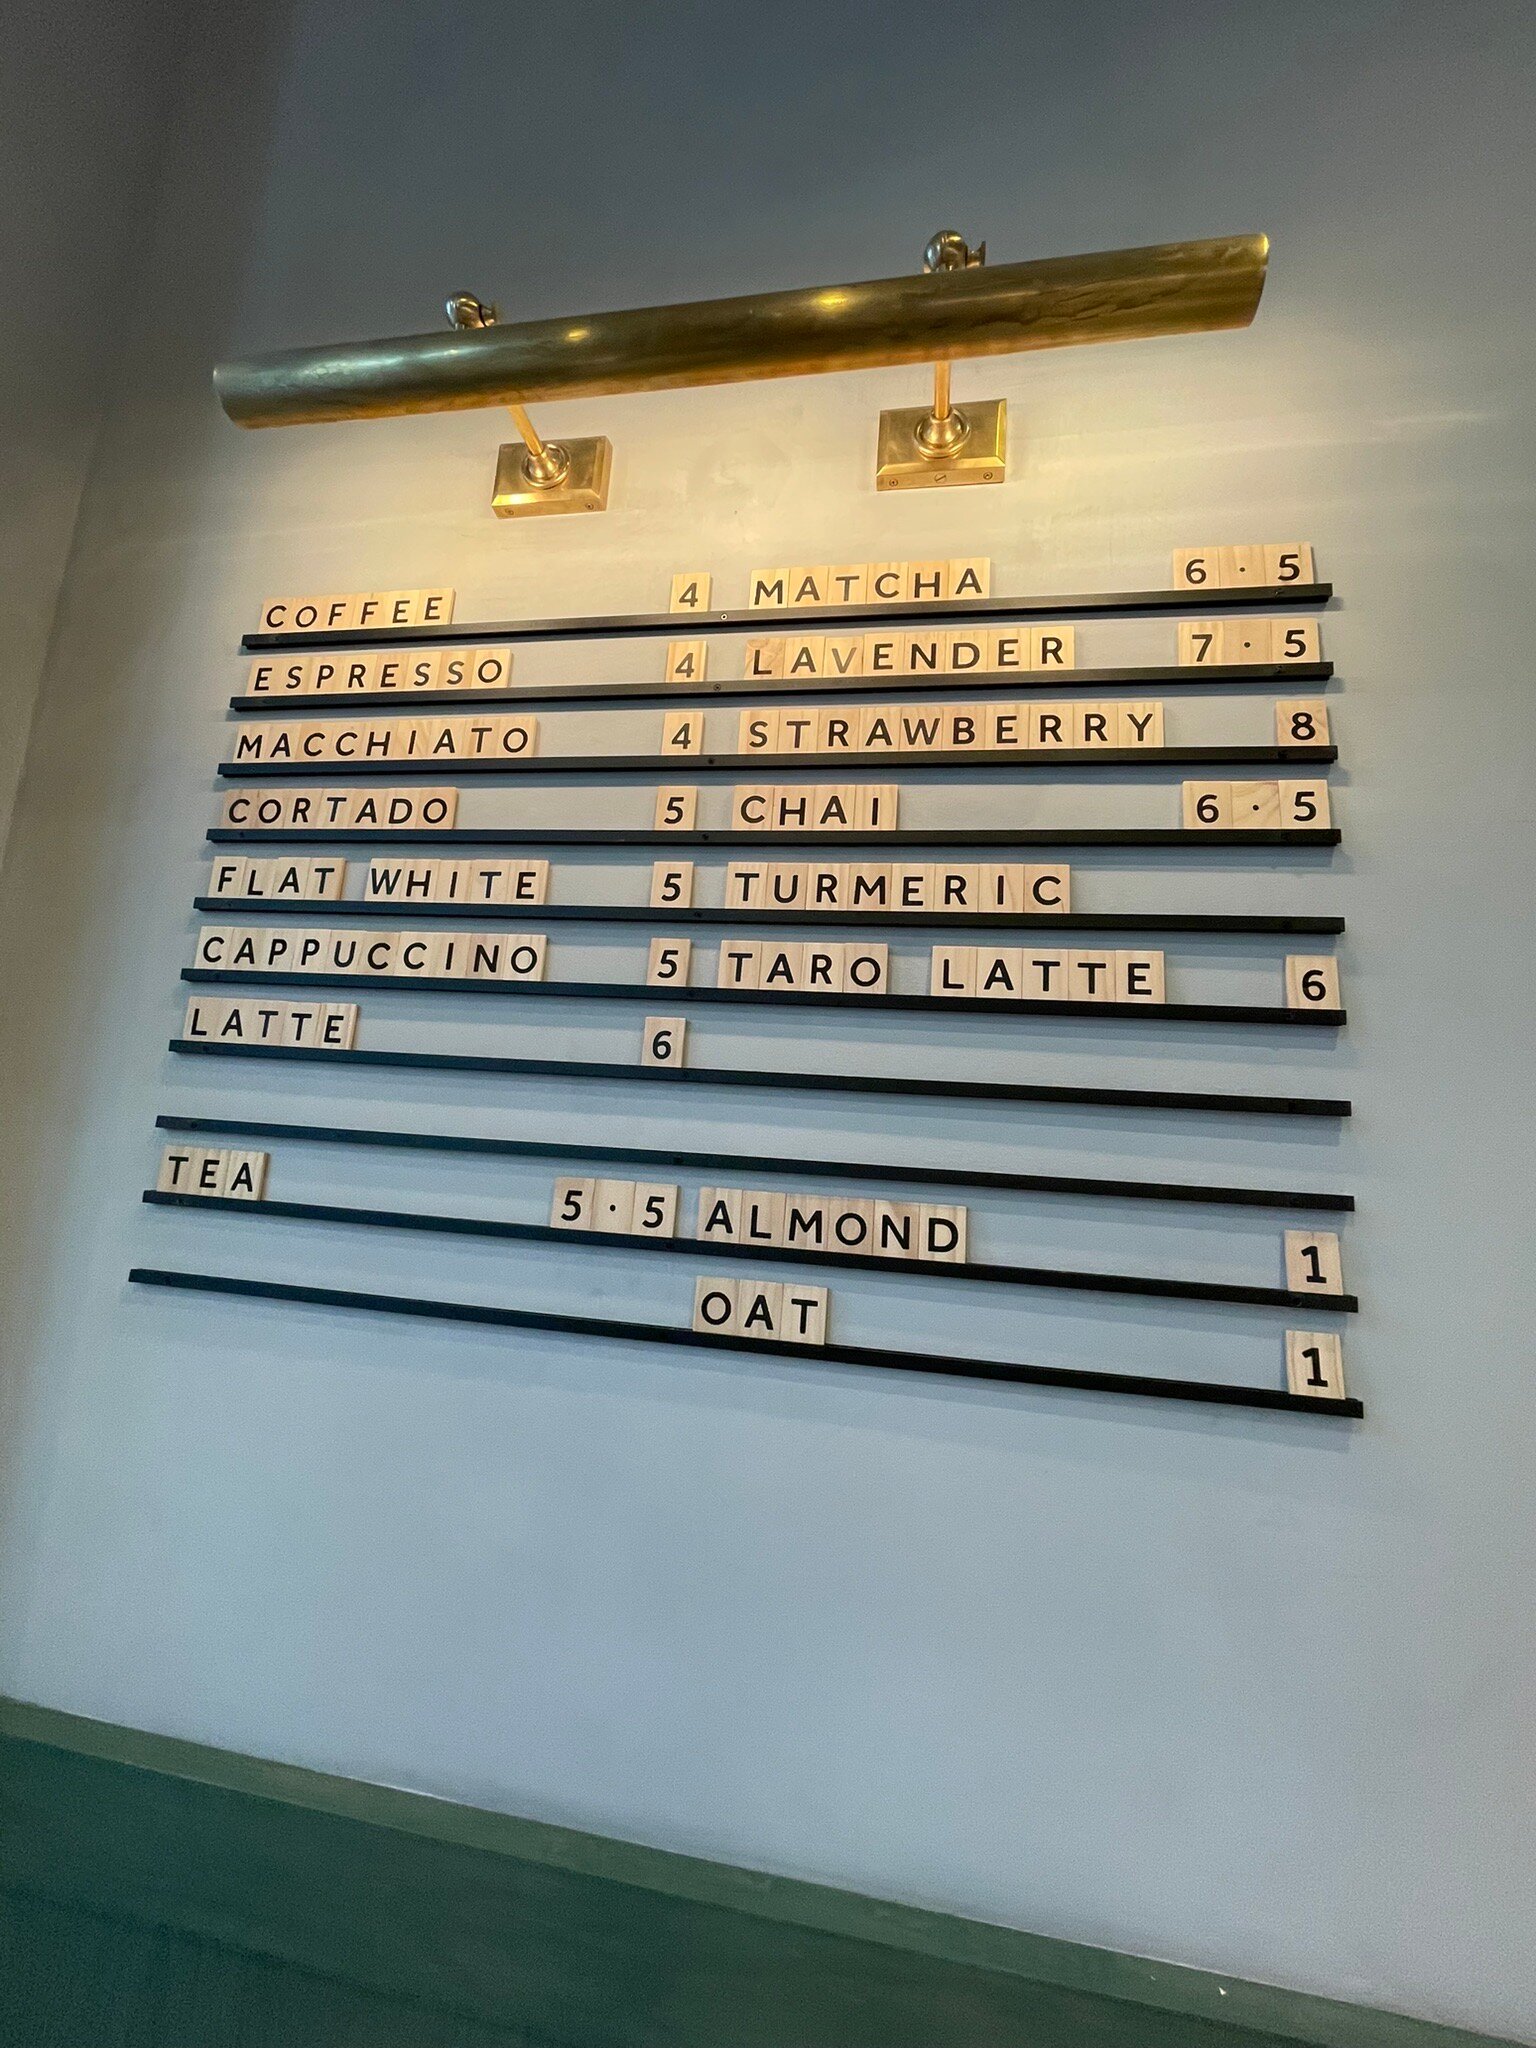 COFFEE 4 MATCHA 6.5
ESPRESSO 4 LAVENDER 7.5
MACCHIATO 4 STRAWBERRY 8
CORTADO 5 CHAI 6.5
FLAT WHITE 5 TURMERIC
CAPPUCCINO 5 TARO LATTE 6
LATTE 6
TEA 5.5 ALMOND 1
OAT 1